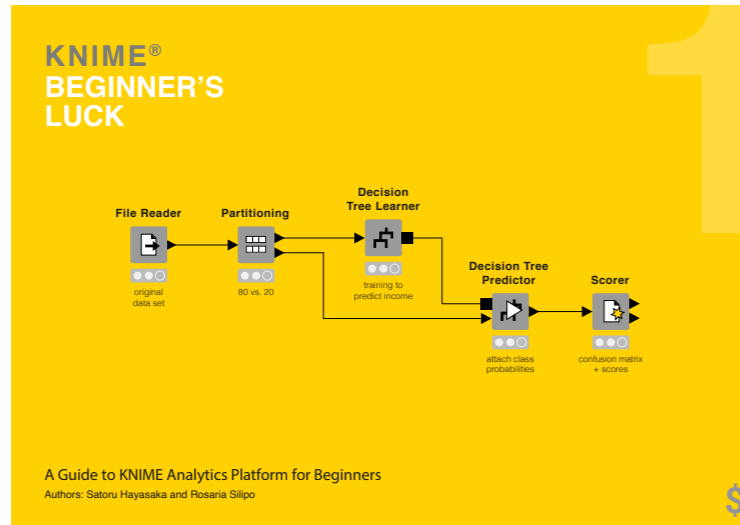 1
KNIME®
BEGINNER'S
LUCK
Decision
Tree Learner
File Reader
Partitioning
training to
predict income
original
data set
80 vs. 20
Decision Tree
Predictor
Scorer
attach class
probabilities
confusion matrix
+ scores
A Guide to KNIME Analytics Platform for Beginners
Authors: Satoru Hayasaka and Rosaria Silipo
$